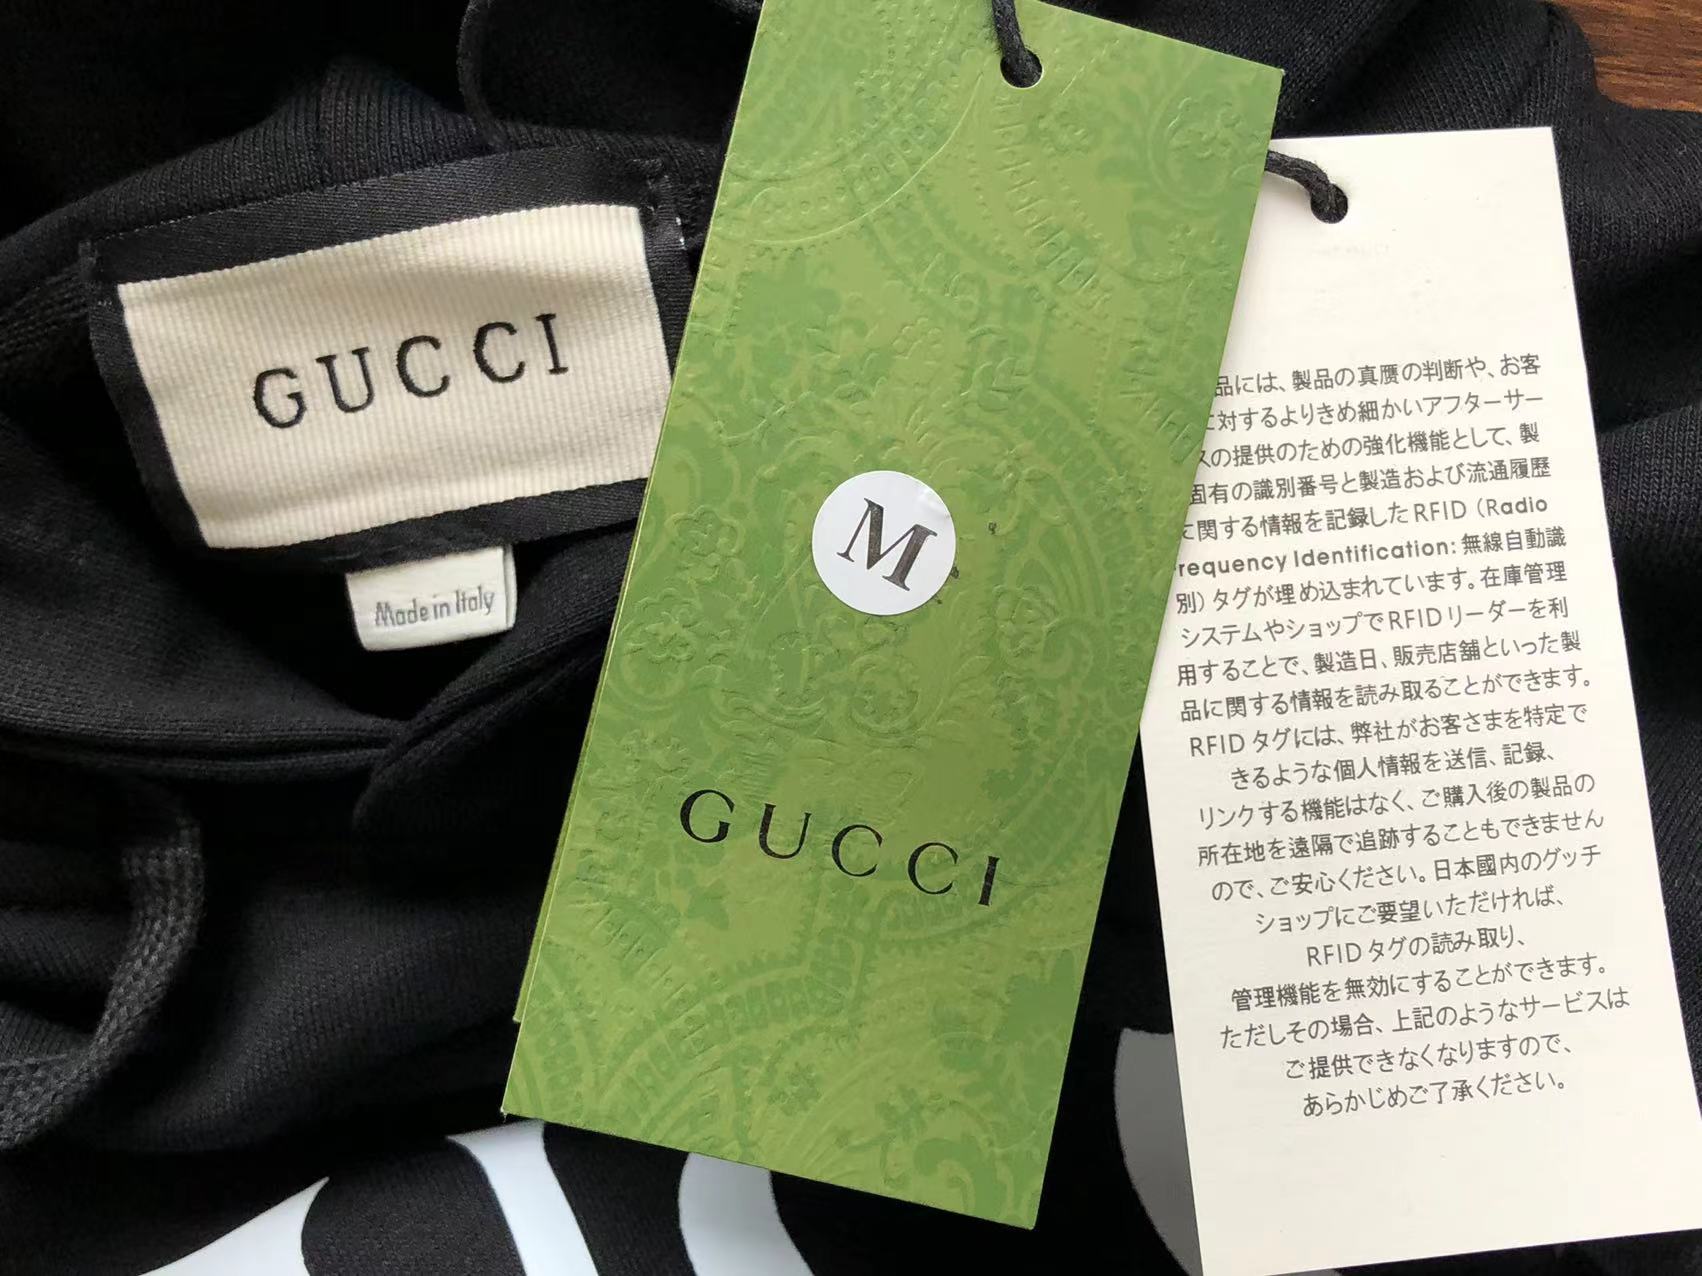 GUCCI
Made in Italy
M
GUCCI
品には、製品の真贋の判断や、お客
に対するよりきめ細かいアフターサー
スの提供のための強化機能として、製
固有の識別番号と製造および流通履歴
に関する情報を記録したRFID（Radio
requency Identification: 無線自動識
別）タグが埋め込まれています。在庫管理
システムやショップでRFIDリーダーを利
用することで、製造日、販売店舗といった製
品に関する情報を読み取ることができます。
RFIDタグには、弊社がお客さまを特定で
きるような個人情報を送信、記録、
リンクする機能はなく、ご購入後の製品の
所在地を遠隔で追跡することもできません
ので、ご安心ください。日本國内のグッチ
ショップにご要望いただければ、
RFIDタグの読み取り、
管理機能を無効にすることができます。
ただしその場合、上記のようなサービスは
ご提供できなくなりますので、
あらかじめご了承ください。